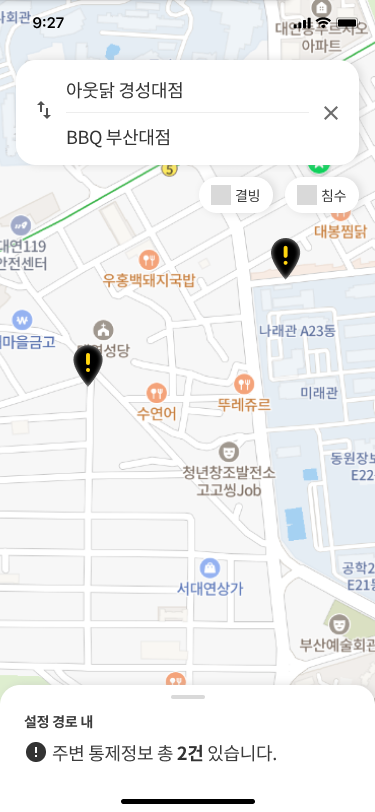 사회관
9:27
대연동푸르지오
아파트
아웃닭 경성대점
BBQ 부산대점
5
결빙
침수
대연119
안전센터
대봉찜닭
우홍백돼지국밥
나래관 A23동
마을금고
성당
미래관
수연어
뚜레쥬르
동원장보
E22
청년창조발전소
고고씽Job
서대연상가
공학2
E21동
부산예술회관
설정 경로 내
주변 통제정보 총 2건 있습니다.